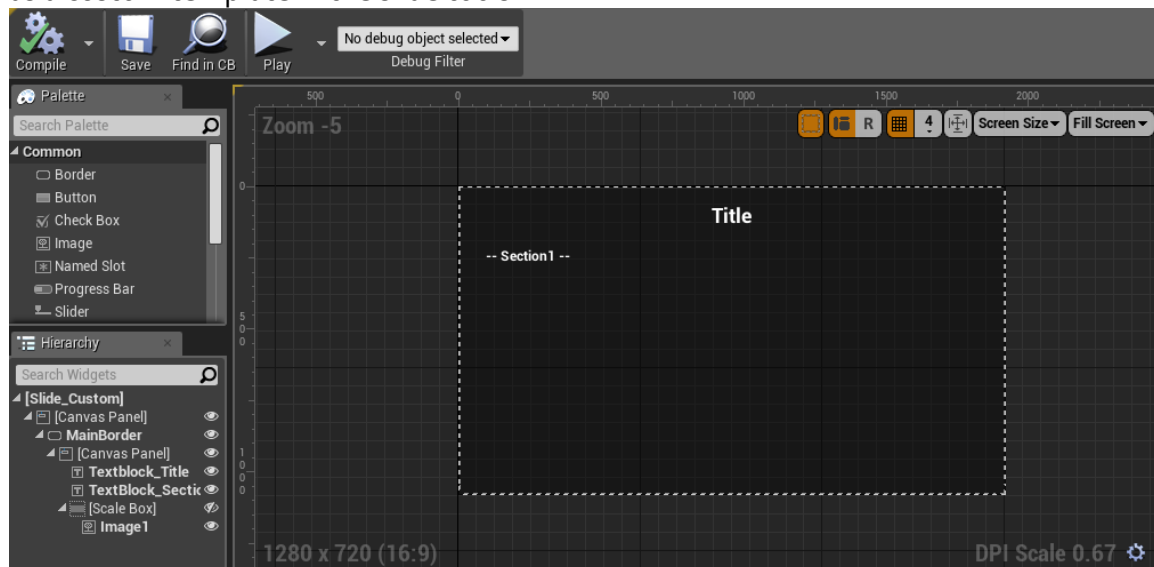 Compile
Save
Find in CB
Play
No debug object selected
Debug Filter
Palette
Search Palette
Common
Border
Button
Check Box
Image
Named Slot
Progress Bar
Slider
Hierarchy
Search Widgets
[Slide_Custom]
[Canvas Panel]
MainBorder
[Canvas Panel]
Textblock_Title
TextBlock_Sectic
[Scale Box]
Image1
500 0 500 1000 1500 2000
Zoom -5
R
4
Screen Size
Fill Screen
0
500
1000
Title
-- Section1 --
1280 x 720 (16:9)
DPI Scale 0.67